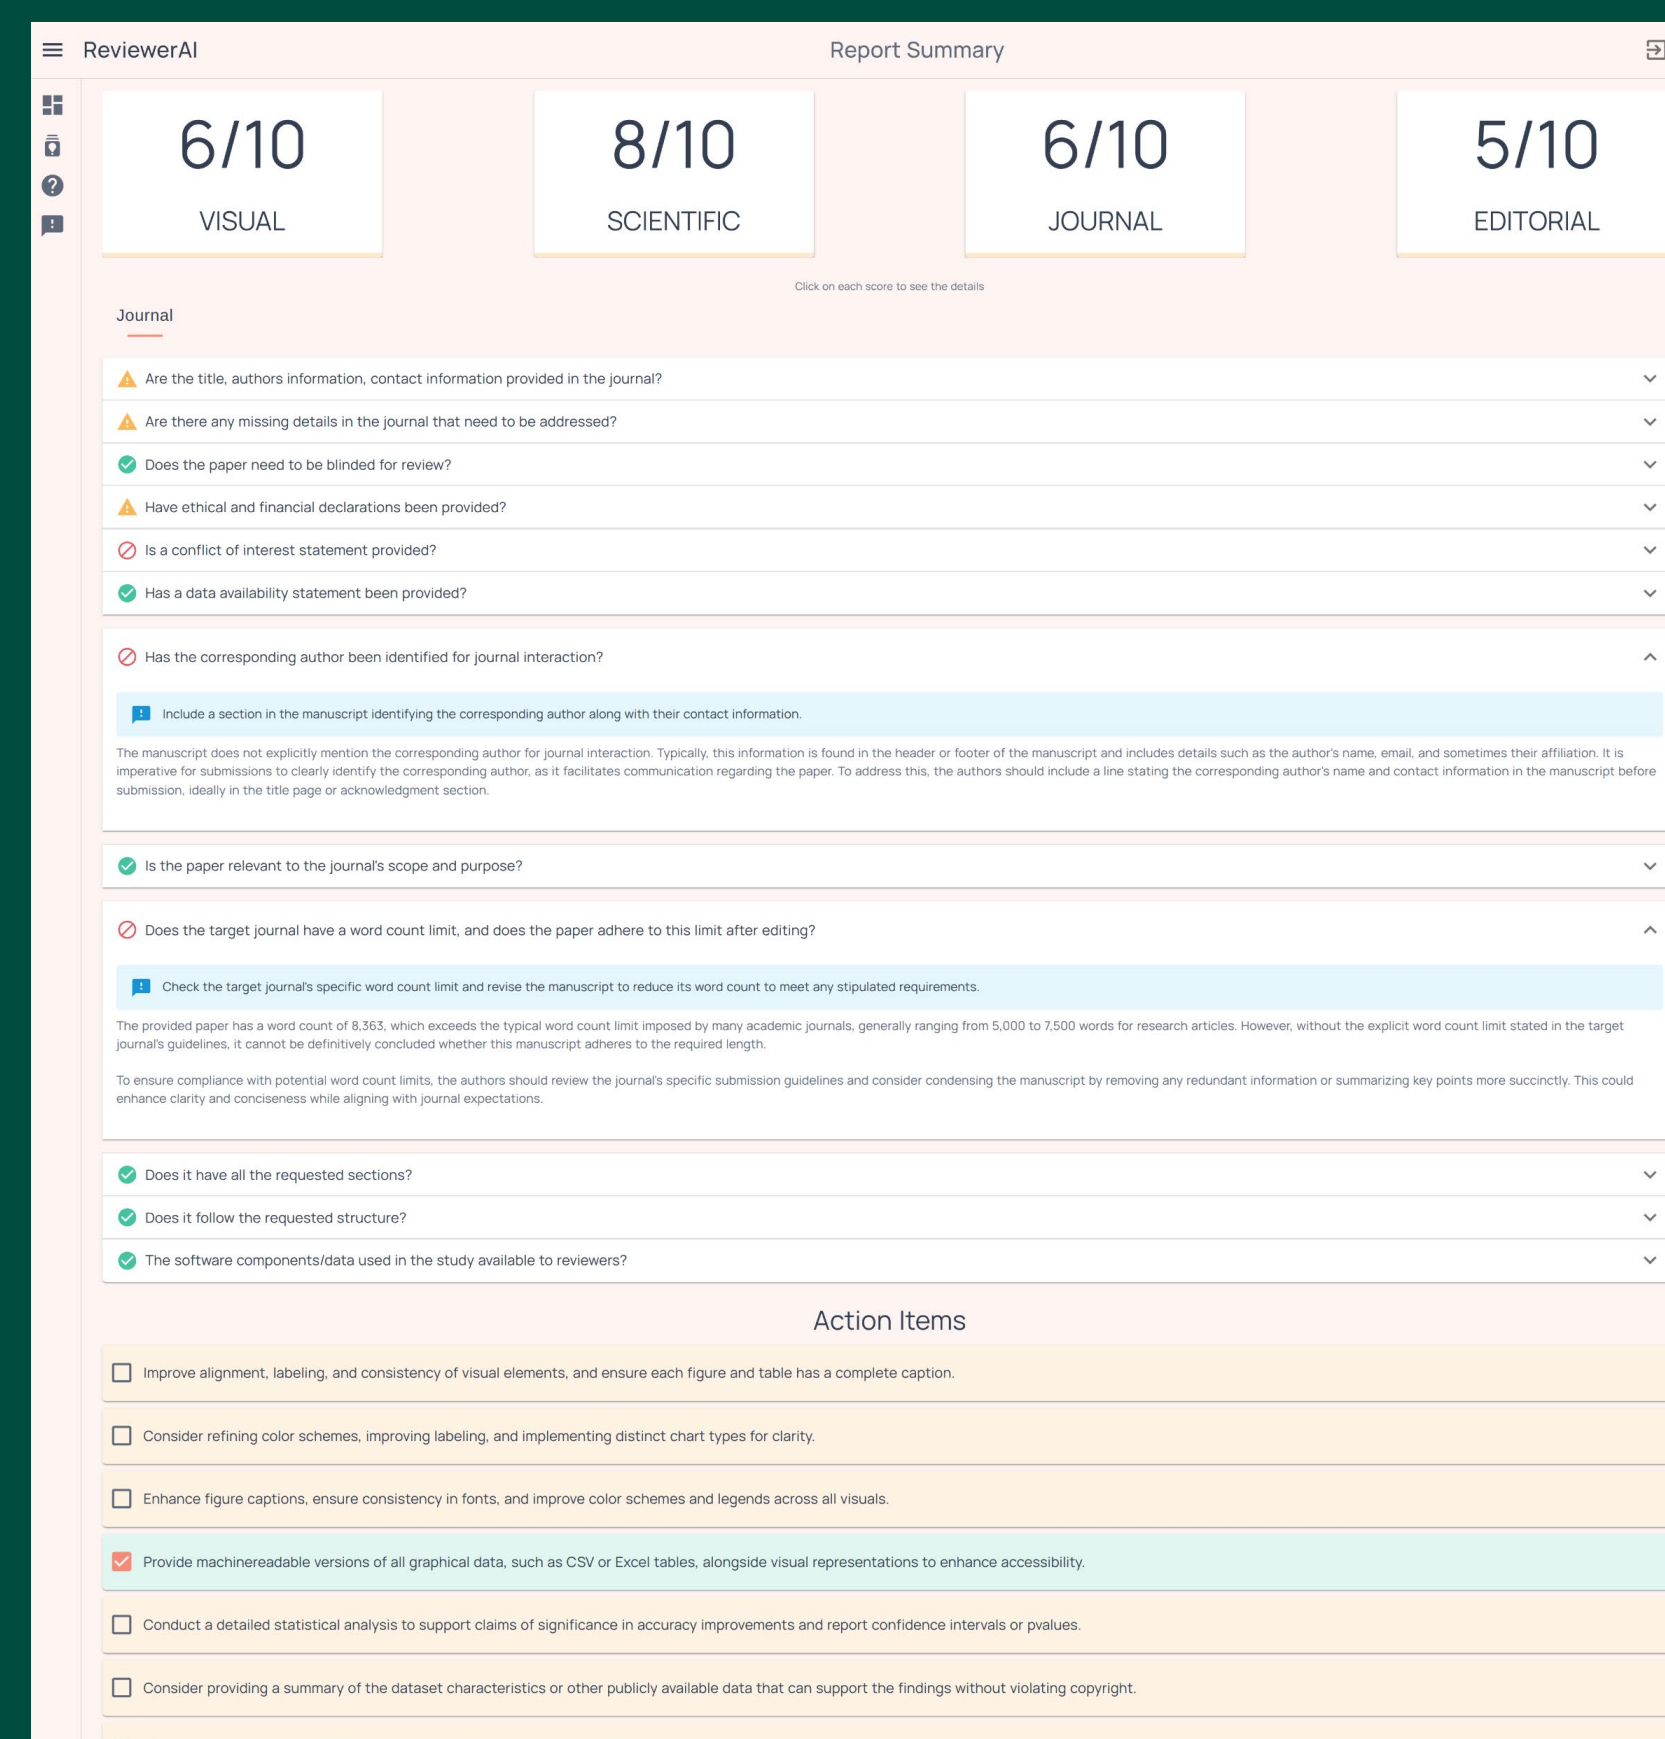 ReviewerAI
Report Summary
6/10
VISUAL
8/10
SCIENTIFIC
6/10
JOURNAL
5/10
EDITORIAL
Click on each score to see the details
Journal
Are the title, authors information, contact information provided in the journal?
Are there any missing details in the journal that need to be addressed?
Does the paper need to be blinded for review?
Have ethical and financial declarations been provided?
Is a conflict of interest statement provided?
Has a data availability statement been provided?
Has the corresponding author been identified for journal interaction?
Include a section in the manuscript identifying the corresponding author along with their contact information.
The manuscript does not explicitly mention the corresponding author for journal interaction. Typically, this information is found in the header or footer of the manuscript and includes details such as the author's name, email, and sometimes their affiliation. It is
imperative for submissions to clearly identify the corresponding author, as it facilitates communication regarding the paper. To address this, the authors should include a line stating the corresponding author's name and contact information in the manuscript before
submission, ideally in the title page or acknowledgment section.
Is the paper relevant to the journal's scope and purpose?
Does the target journal have a word count limit, and does the paper adhere to this limit after editing?
Check the target journal's specific word count limit and revise the manuscript to reduce its word count to meet any stipulated requirements.
The provided paper has a word count of 8,363, which exceeds the typical word count limit imposed by many academic journals, generally ranging from 5,000 to 7,500 words for research articles. However, without the explicit word count limit stated in the target
journal's guidelines, it cannot be definitively concluded whether this manuscript adheres to the required length.
To ensure compliance with potential word count limits, the authors should review the journal's specific submission guidelines and consider condensing the manuscript by removing any redundant information or summarizing key points more succinctly. This could
enhance clarity and conciseness while aligning with journal expectations.
Does it have all the requested sections?
Does it follow the requested structure?
The software components/data used in the study available to reviewers?
Action Items
Improve alignment, labeling, and consistency of visual elements, and ensure each figure and table has a complete caption.
Consider refining color schemes, improving labeling, and implementing distinct chart types for clarity.
Enhance figure captions, ensure consistency in fonts, and improve color schemes and legends across all visuals.
Provide machinereadable versions of all graphical data, such as CSV or Excel tables, alongside visual representations to enhance accessibility.
Conduct a detailed statistical analysis to support claims of significance in accuracy improvements and report confidence intervals or pvalues.
Consider providing a summary of the dataset characteristics or other publicly available data that can support the findings without violating copyright.